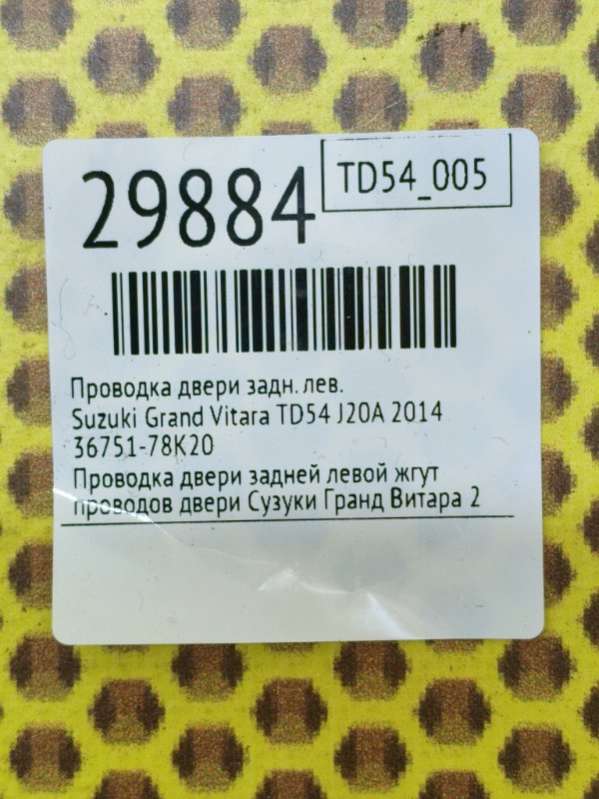 29884
TD54_005
Проводка двери задн. лев.
Suzuki Grand Vitara TD54 J20A 2014
36751-78K20
Проводка двери задней левой жгут
проводов двери Сузуки Гранд Витара 2